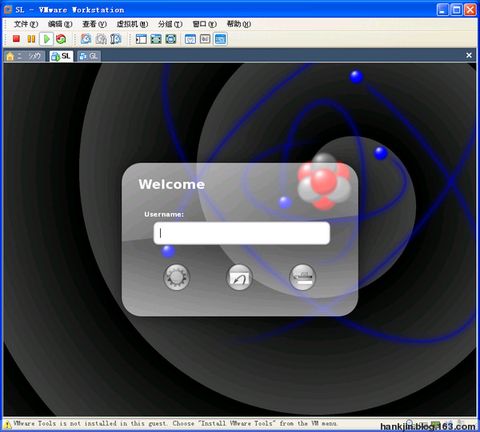 SL - VMware Workstation
文件(F) 编辑(E) 查看(V) 虚拟机(M) 分组(T) 窗口(W) 帮助(H)
SL GL
Welcome
Username:
VMware Tools is not installed in this guest. Choose "Install VMware Tools" from the VM menu.
hankjin.blog.163.com